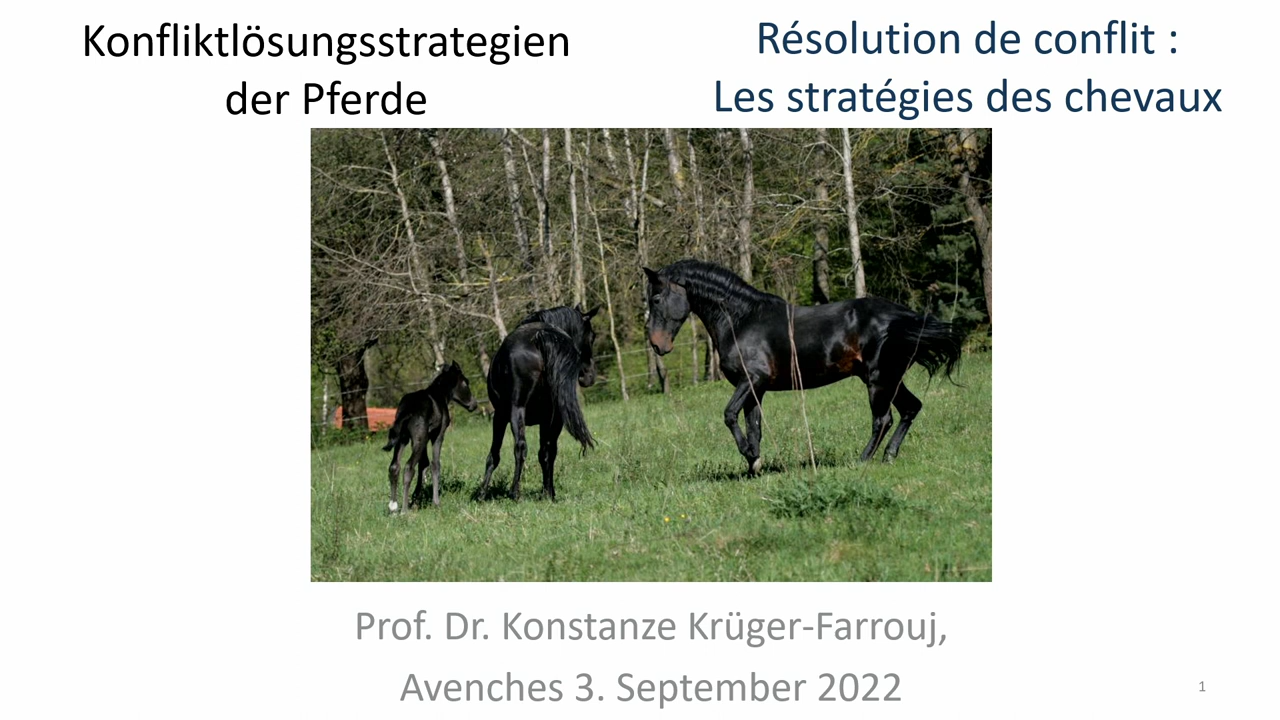 Konfliktlösungsstrategien
der Pferde
Résolution de conflit :
Les stratégies des chevaux
Prof. Dr. Konstanze Krüger-Farrouj,
Avenches 3. September 2022
1